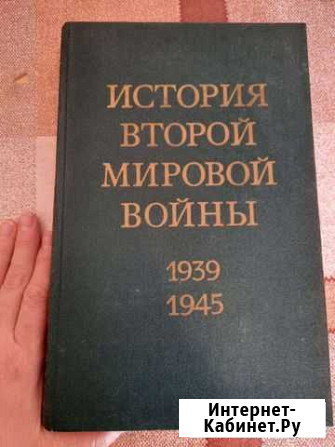 ИСТОРИЯ
ВТОРОЙ
МИРОВОЙ
ВОЙНЫ
1939
1945
Интернет-
Кабинет.Ру